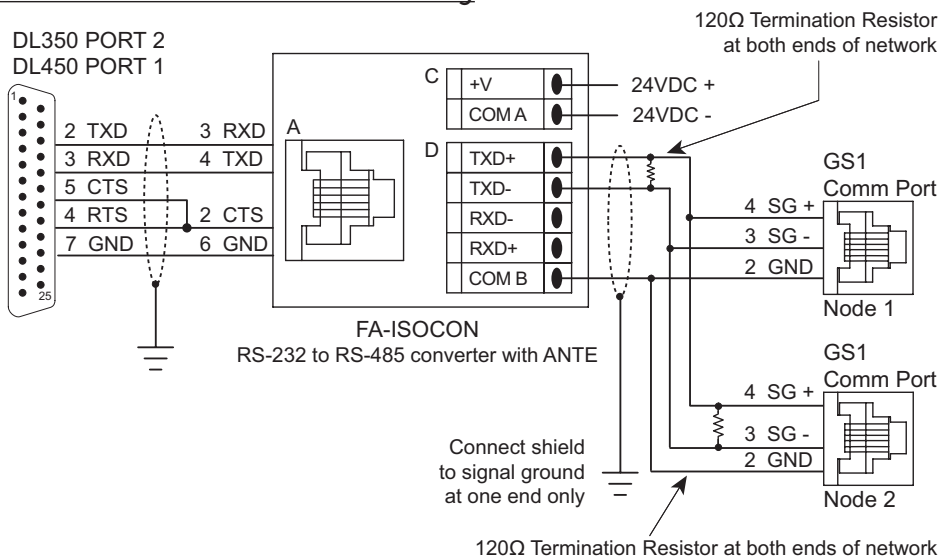 120Ω Termination Resistor
at both ends of network
DL350 PORT 2
DL450 PORT 1
1
25
2 TXD
3 RXD
5 CTS
4 RTS
7 GND
3 RXD
4 TXD
2 CTS
6 GND
A
C
+V
COM A
24VDC +
24VDC -
D
TXD+
TXD-
RXD-
RXD+
COM B
FA-ISOCON
RS-232 to RS-485 converter with ANTE
GS1
Comm Port
4 SG +
3 SG -
2 GND
Node 1
GS1
Comm Port
4 SG +
3 SG -
2 GND
Node 2
Connect shield
to signal ground
at one end only
120Ω Termination Resistor at both ends of network